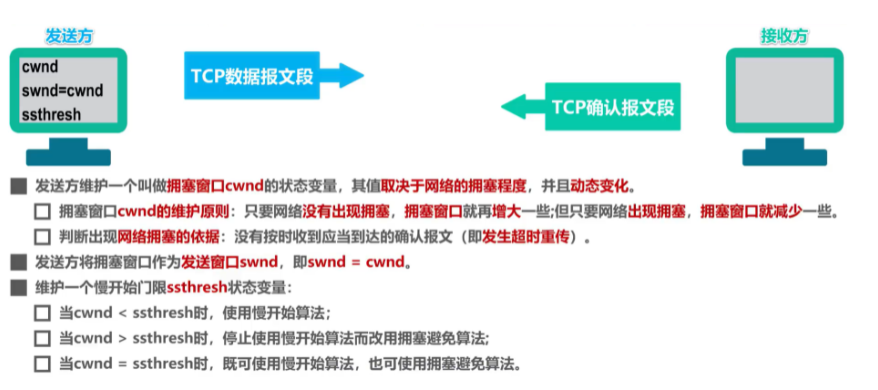 发送方
接收方
cwnd
swnd=cwnd
ssthresh
TCP数据报文段
TCP确认报文段
发送方维护一个叫做拥塞窗口cwnd的状态变量，其值取决于网络的拥塞程度，并且动态变化。
拥塞窗口cwnd的维护原则：只要网络没有出现拥塞，拥塞窗口就再增大一些;但只要网络出现拥塞，拥塞窗口就减少一些。
判断出现网络拥塞的依据：没有按时收到应当到达的确认报文（即发生超时重传）。
发送方将拥塞窗口作为发送窗口swnd，即swnd = cwnd。
维护一个慢开始门限ssthresh状态变量：
当cwnd < ssthresh时，使用慢开始算法；
当cwnd > ssthresh时，停止使用慢开始算法而改用拥塞避免算法;
当cwnd = ssthresh时，既可使用慢开始算法，也可使用拥塞避免算法。